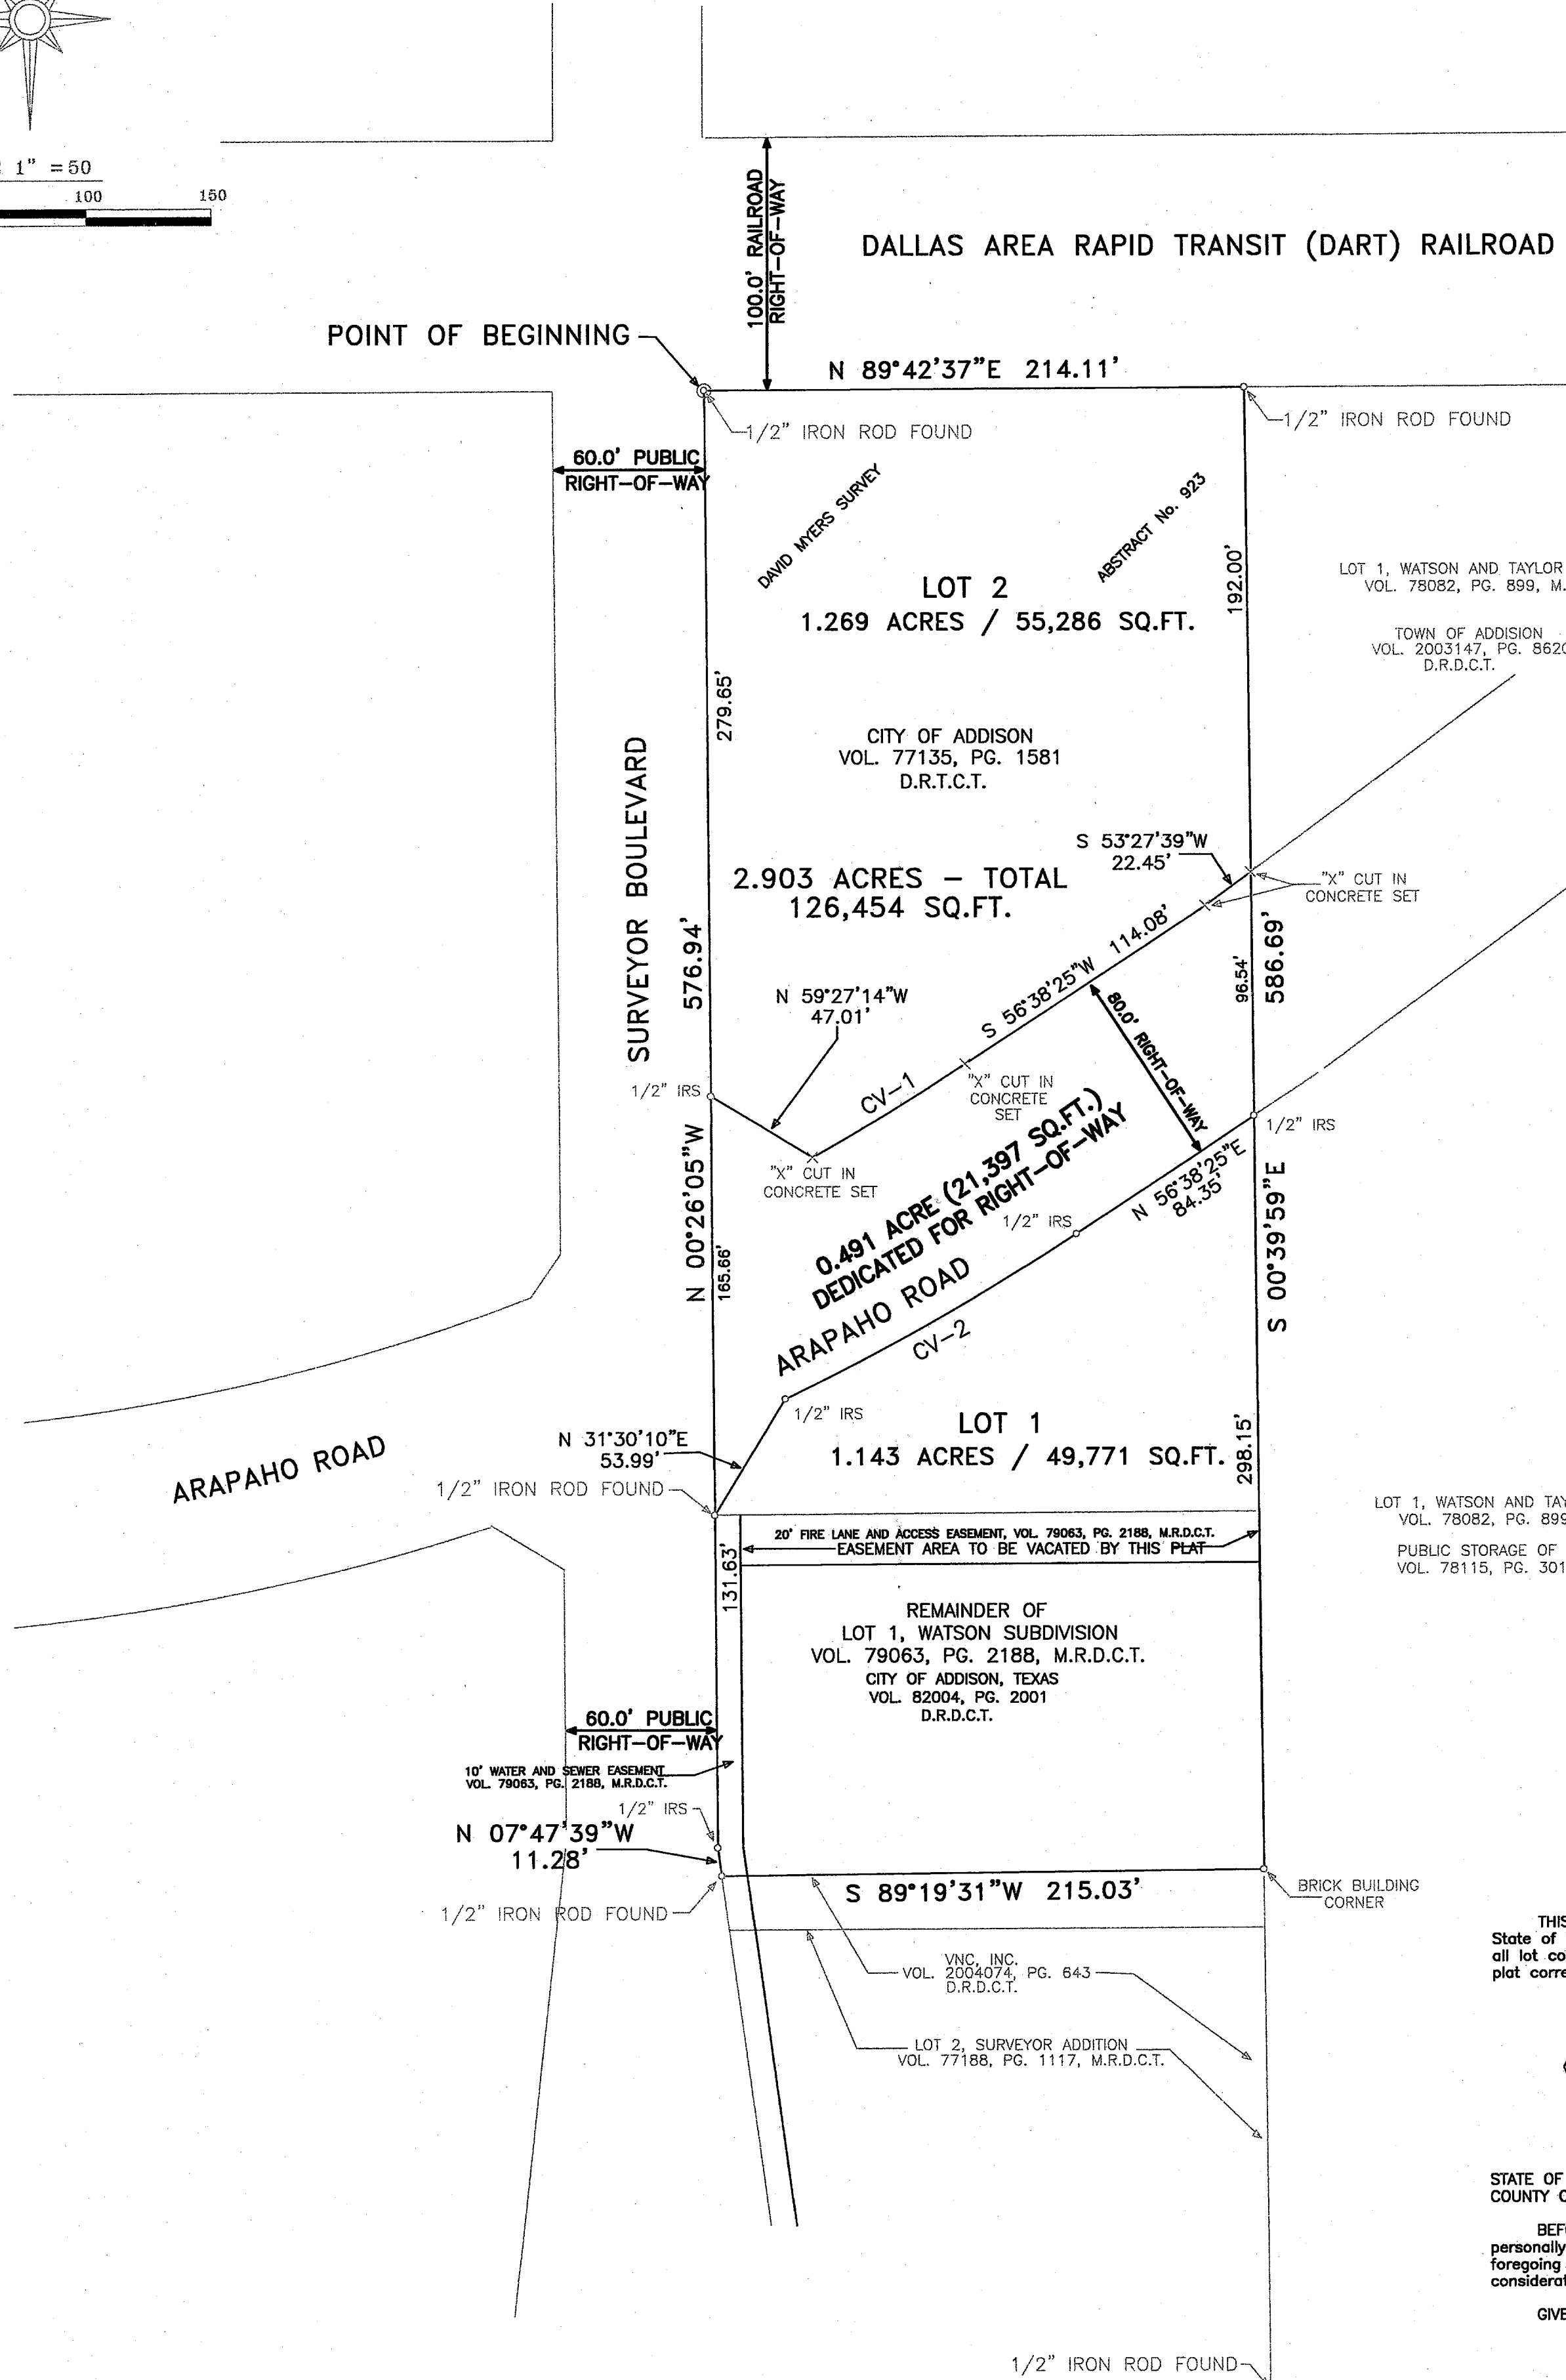 1" =50
100 150
100.0' RAILROAD
RIGHT-OF-WAY
DALLAS AREA RAPID TRANSIT (DART) RAILROAD
POINT OF BEGINNING
N 89°42'37"E 214.11'
1/2" IRON ROD FOUND
1/2" IRON ROD FOUND
60.0' PUBLIC
RIGHT-OF-WAY
DAVID MYERS SURVEY
ABSTRACT No. 923
LOT 2
1.269 ACRES / 55,286 SQ.FT.
192.00'
LOT 1, WATSON AND TAYLOR
VOL. 78082, PG. 899, M.
TOWN OF ADDISION
VOL. 2003147, PG. 862
D.R.D.C.T.
279.65'
CITY OF ADDISON
VOL. 77135, PG. 1581
D.R.T.C.T.
SURVEYOR BOULEVARD
S 53°27'39"W
22.45'
2.903 ACRES - TOTAL
126,454 SQ.FT.
"X" CUT IN
CONCRETE SET
576.94'
S 56°38'25"W 114.08'
96.54'
586.69'
N 59°27'14"W
47.01'
80.0' RIGHT-OF-WAY
1/2" IRS
CV-1
"X" CUT IN
CONCRETE
SET
1/2" IRS
"X" CUT IN
CONCRETE SET
N 00°26'05"W
165.66'
0.491 ACRE (21,397 SQ.FT.)
DEDICATED FOR RIGHT-OF-WAY
ARAPAHO ROAD
1/2" IRS
N 56°38'25"E
84.35'
S 00°39'59"E
CV-2
1/2" IRS
LOT 1
1.143 ACRES / 49,771 SQ.FT.
298.15'
N 31°30'10"E
53.99'
ARAPAHO ROAD
1/2" IRON ROD FOUND
20' FIRE LANE AND ACCESS EASEMENT, VOL. 79063, PG. 2188, M.R.D.C.T.
EASEMENT AREA TO BE VACATED BY THIS PLAT
LOT 1, WATSON AND TAY
VOL. 78082, PG. 899
PUBLIC STORAGE OF
VOL. 78115, PG. 301
131.63'
REMAINDER OF
LOT 1, WATSON SUBDIVISION
VOL. 79063, PG. 2188, M.R.D.C.T.
CITY OF ADDISON, TEXAS
VOL. 82004, PG. 2001
D.R.D.C.T.
60.0' PUBLIC
RIGHT-OF-WAY
10' WATER AND SEWER EASEMENT
VOL. 79063, PG. 2188, M.R.D.C.T.
1/2" IRS
N 07°47'39"W
11.28'
S 89°19'31"W 215.03'
1/2" IRON ROD FOUND
BRICK BUILDING
CORNER
VNC, INC.
VOL. 2004074, PG. 643
D.R.D.C.T.
LOT 2, SURVEYOR ADDITION
VOL. 77188, PG. 1117, M.R.D.C.T.
THIS
State of
all lot co
plat corre
STATE OF
COUNTY
BEF
personally
foregoing
considerat
GIVE
1/2" IRON ROD FOUND